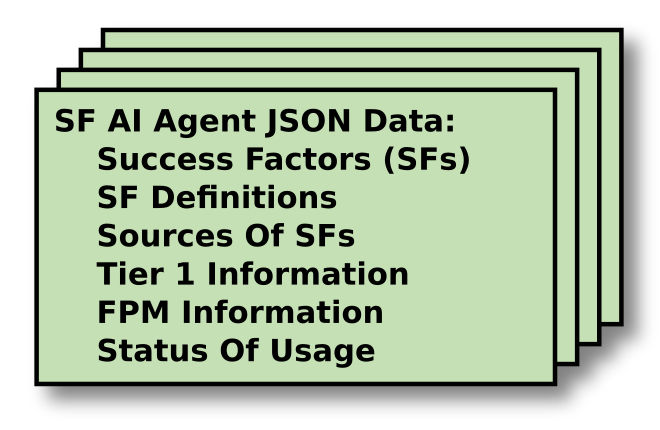 SF AI Agent JSON Data:
Success Factors (SFs)
SF Definitions
Sources Of SFs
Tier 1 Information
FPM Information
Status Of Usage